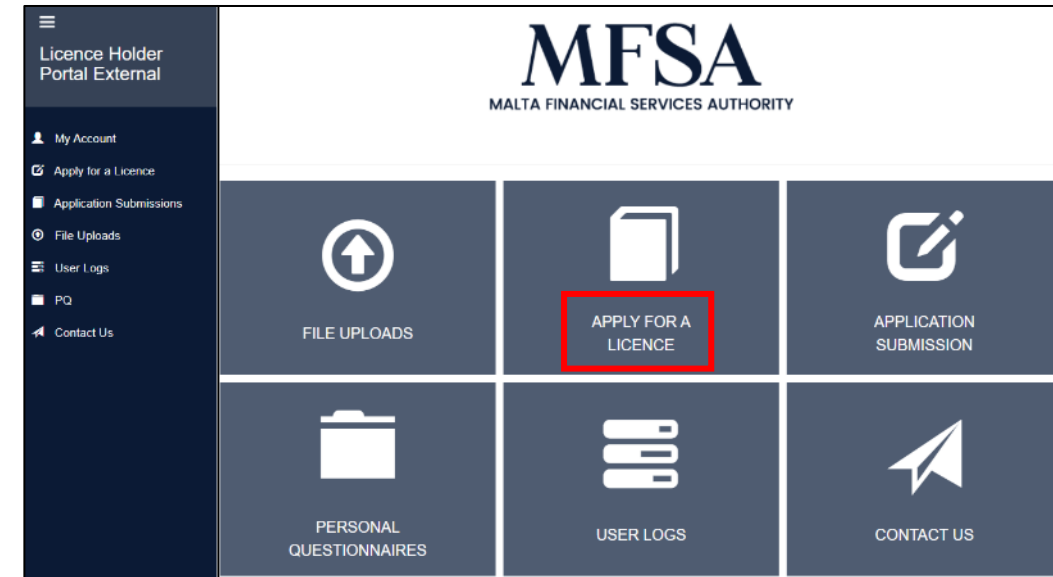 Licence Holder
Portal External
My Account
Apply for a Licence
Application Submissions
File Uploads
User Logs
PQ
Contact Us
MFSA
MALTA FINANCIAL SERVICES AUTHORITY
FILE UPLOADS
APPLY FOR A
LICENCE
APPLICATION
SUBMISSION
PERSONAL
QUESTIONNAIRES
USER LOGS
CONTACT US